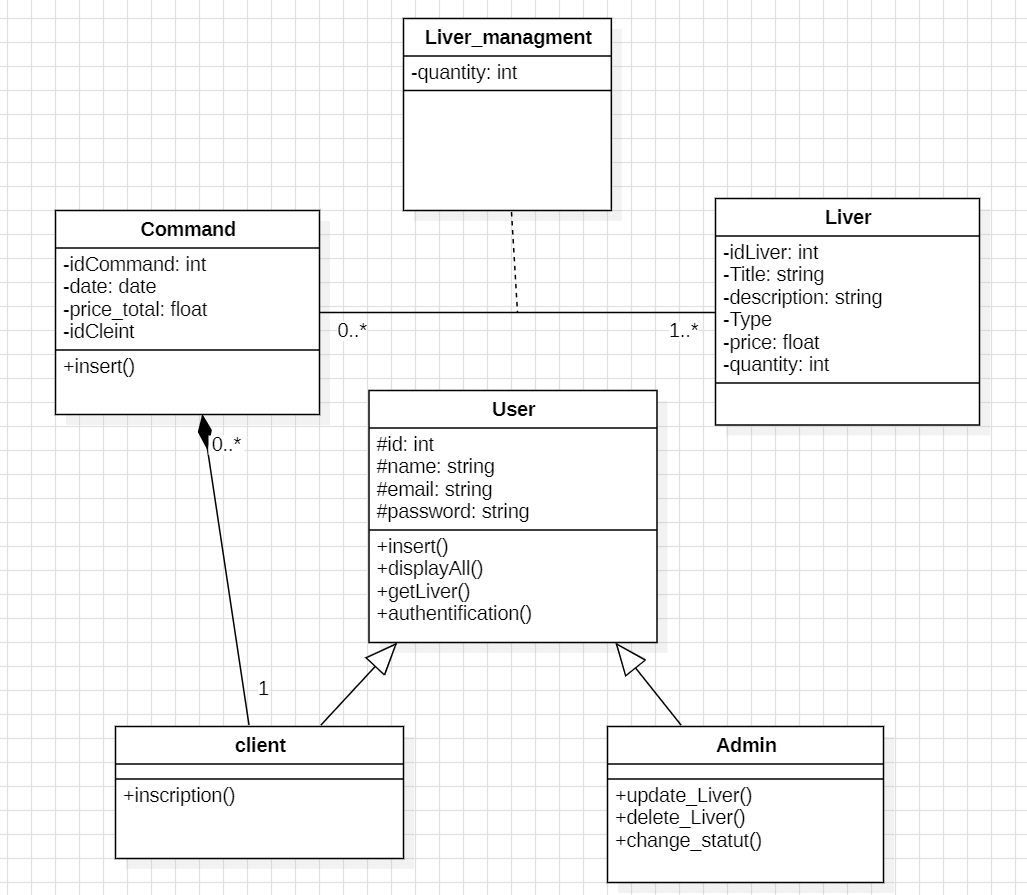 Liver_managment
-quantity: int
Command
-idCommand: int
-date: date
-price_total: float
-idCleint
+insert()
0..*
1..*
Liver
-idLiver: int
-Title: string
-description: string
-Type
-price: float
-quantity: int
0..*
1
User
#id: int
#name: string
#email: string
#password: string
+insert()
+displayAll()
+getLiver()
+authentification()
client
+inscription()
Admin
+update_Liver()
+delete_Liver()
+change_statut()